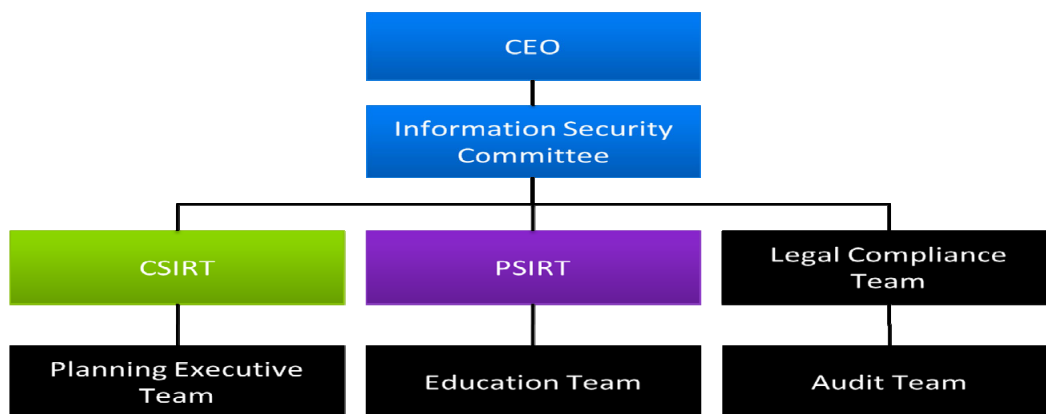 CEO
Information Security
Committee
CSIRT
PSIRT
Legal Compliance
Team
Planning Executive
Team
Education Team
Audit Team